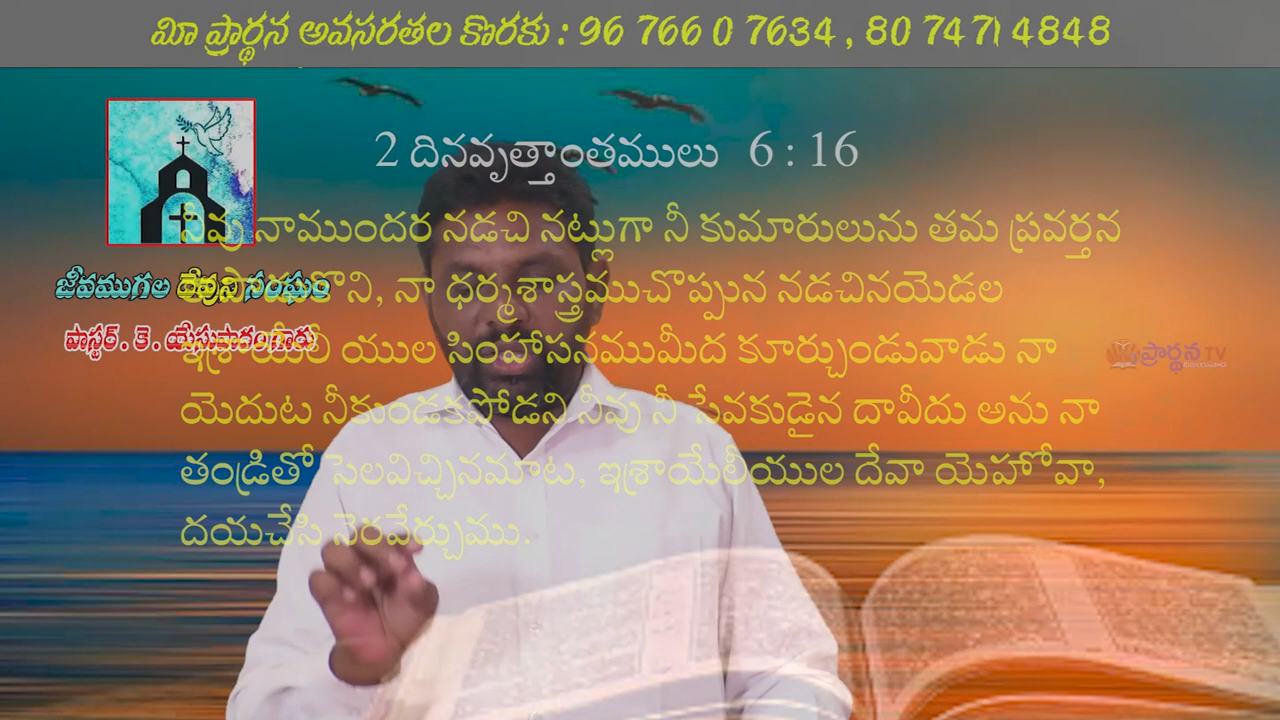 మీ ప్రార్థన అవసరతల కొరకు : 96 766 0 7634 , 80 7471 4848
2 దినవృత్తాంతములు 6 : 16
నీవు నాముందర నడచి నట్లుగా నీ కుమారులును తమ ప్రవర్తన
నా ధర్మశాస్త్రముచొప్పున నడచినయెడల
యుల సింహాసనముమీద కూర్చుండువాడు నా
యెదుట నీకుండకపోడని నీవు నీ సేవకుడైన దావీదు అను నా
తండ్రితో సెలవిచ్చినమాట, ఇశ్రాయేలీయుల దేవా యెహోవా,
దయచేసి నెరవేర్చుము.
జీవముగల దేవుని సంఘం
పాస్టర్ . కె .
ప్రార్థన TV